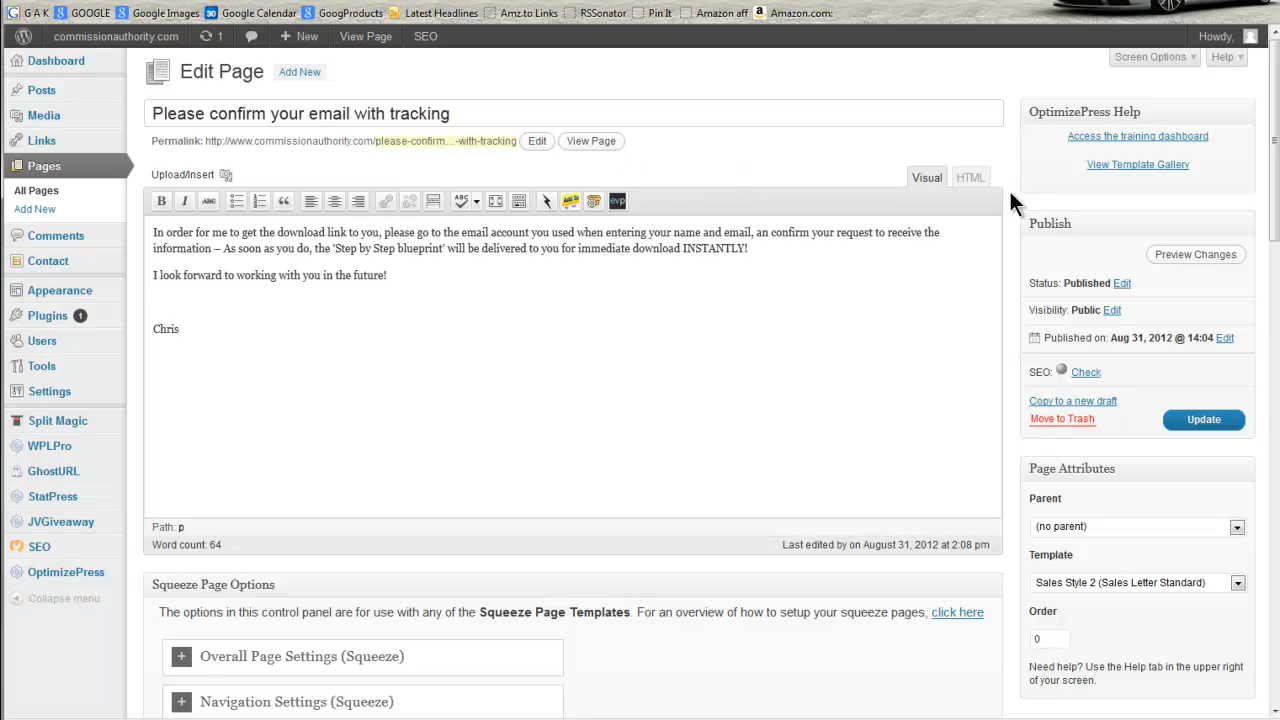 G A K GOOGLE Google Images 30 Google Calendar GoogProducts Latest Headlines Amz.to Links RSSonator Pin It Amazon aff a Amazon.com:
commissionauthority.com 1 + New View Page SEO Howdy,
Dashboard
Posts
Media
Links
Pages
All Pages
Add New
Comments
Contact
Appearance
Plugins 1
Users
Tools
Settings
Split Magic
WPLPro
GhostURL
StatPress
JVGiveaway
SEO
OptimizePress
Collapse menu
Screen Options Help
Edit Page Add New
Please confirm your email with tracking
Permalink: http://www.commissionauthority.com/please-confirm...-with-tracking Edit View Page
Upload/Insert
Visual HTML
B I ABC ABC evp
In order for me to get the download link to you, please go to the email account you used when entering your name and email, an confirm your request to receive the
information – As soon as you do, the 'Step by Step blueprint' will be delivered to you for immediate download INSTANTLY!
I look forward to working with you in the future!
Chris
Path: p
Word count: 64 Last edited by on August 31, 2012 at 2:08 pm
Squeeze Page Options
The options in this control panel are for use with any of the Squeeze Page Templates. For an overview of how to setup your squeeze pages, click here
+ Overall Page Settings (Squeeze)
+ Navigation Settings (Squeeze)
OptimizePress Help
Access the training dashboard
View Template Gallery
Publish
Preview Changes
Status: Published Edit
Visibility: Public Edit
Published on: Aug 31, 2012 @ 14:04 Edit
SEO: Check
Copy to a new draft
Move to Trash Update
Page Attributes
Parent
(no parent)
Template
Sales Style 2 (Sales Letter Standard)
Order
0
Need help? Use the Help tab in the upper right
of your screen.